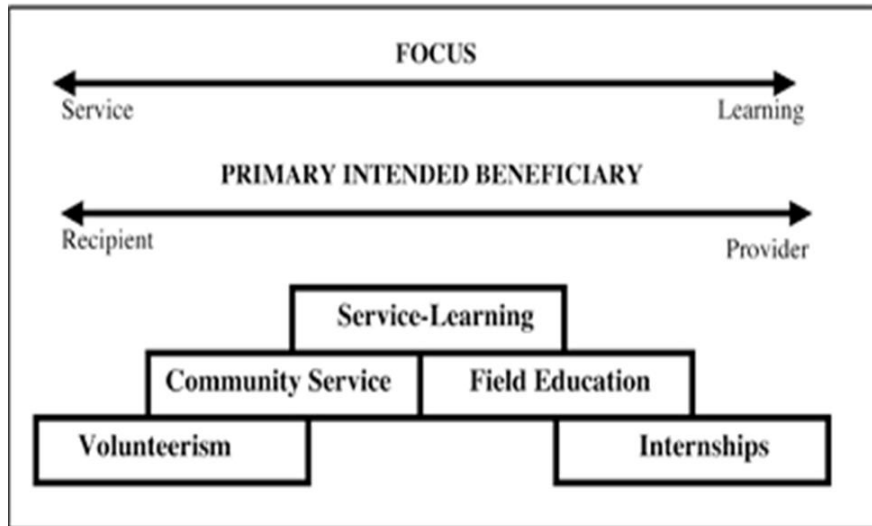 FOCUS
Service Learning
PRIMARY INTENDED BENEFICIARY
Recipient Provider
Service-Learning
Community Service Field Education
Volunteerism Internships